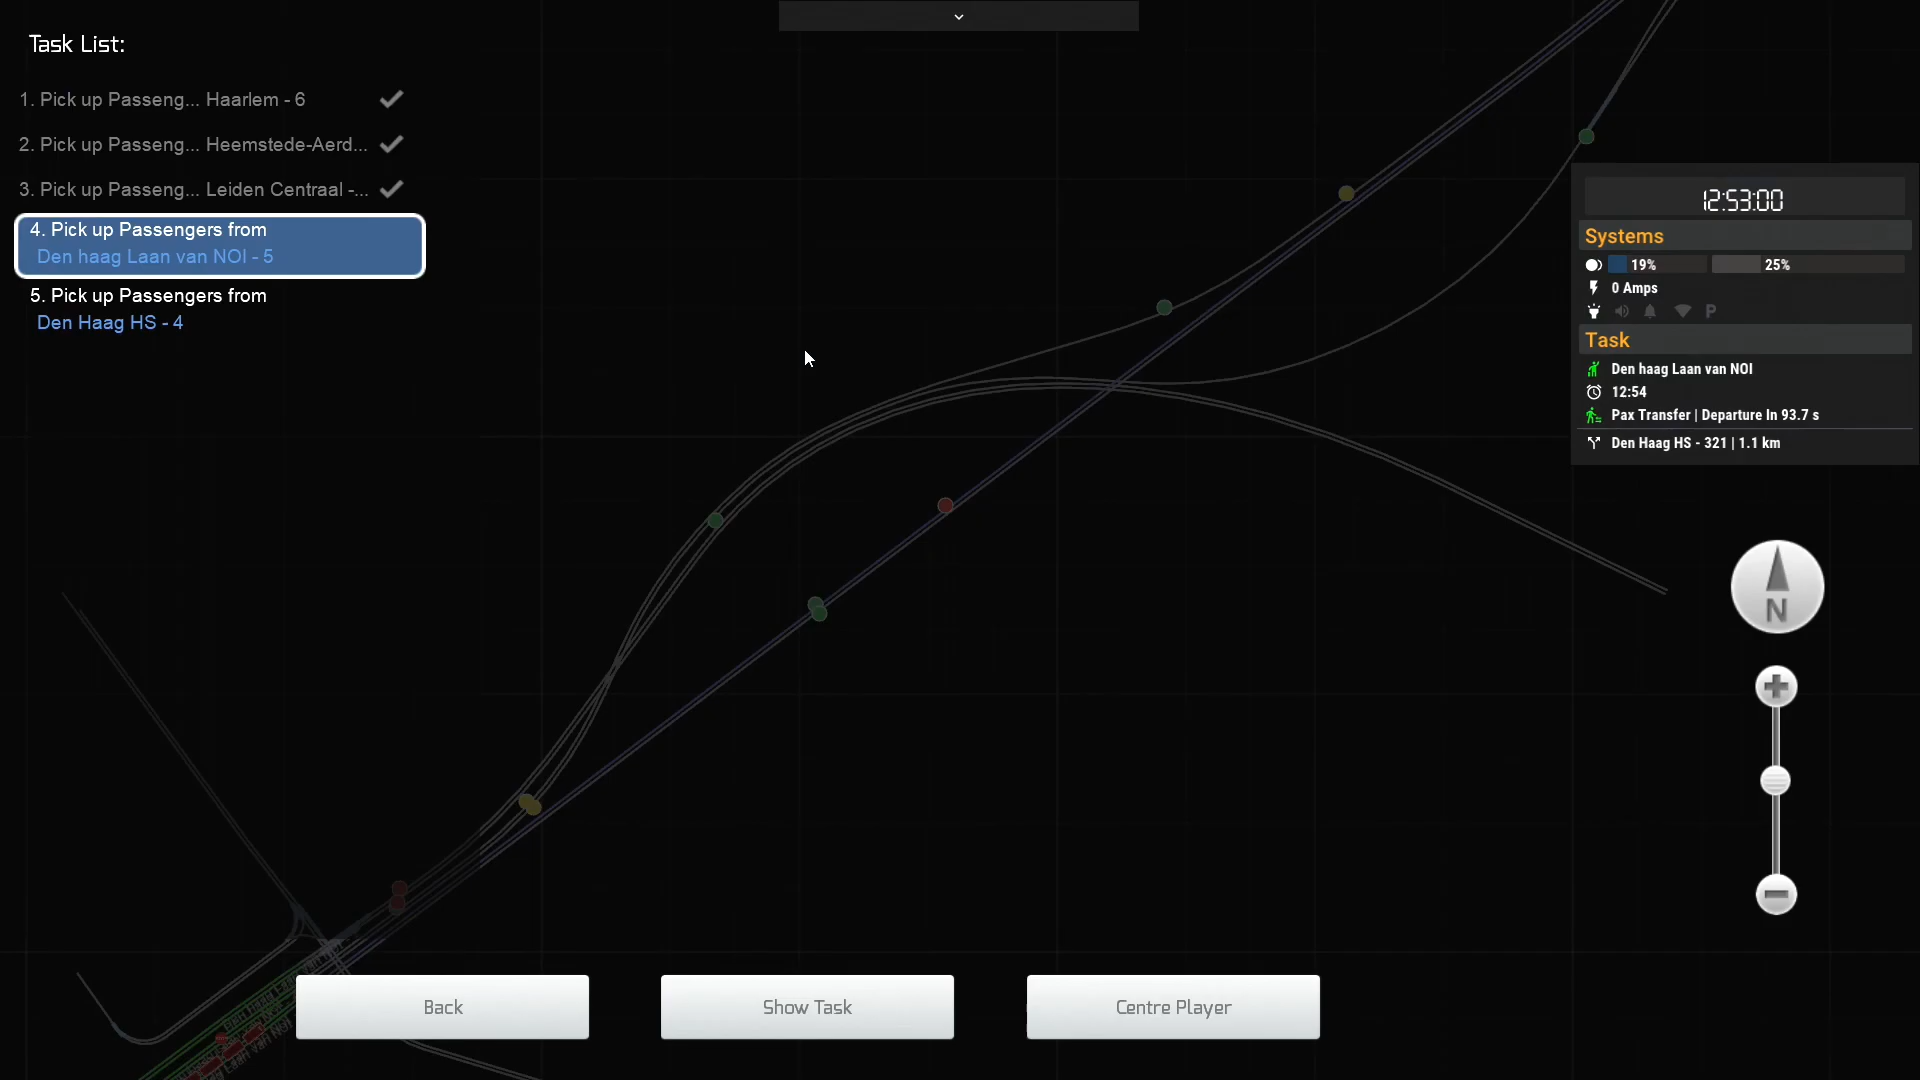 Task List:
1. Pick up Passeng... Haarlem - 6
2. Pick up Passeng... Heemstede-Aerd...
3. Pick up Passeng... Leiden Centraal -...
4. Pick up Passengers from
Den haag Laan van NOI - 5
5. Pick up Passengers from
Den Haag HS - 4
12:53:00
Systems
19%
25%
0 Amps
P
Task
Den haag Laan van NOI
12:54
Pax Transfer | Departure In 93.7 s
Den Haag HS - 321 | 1.1 km
N
Back
Show Task
Centre Player